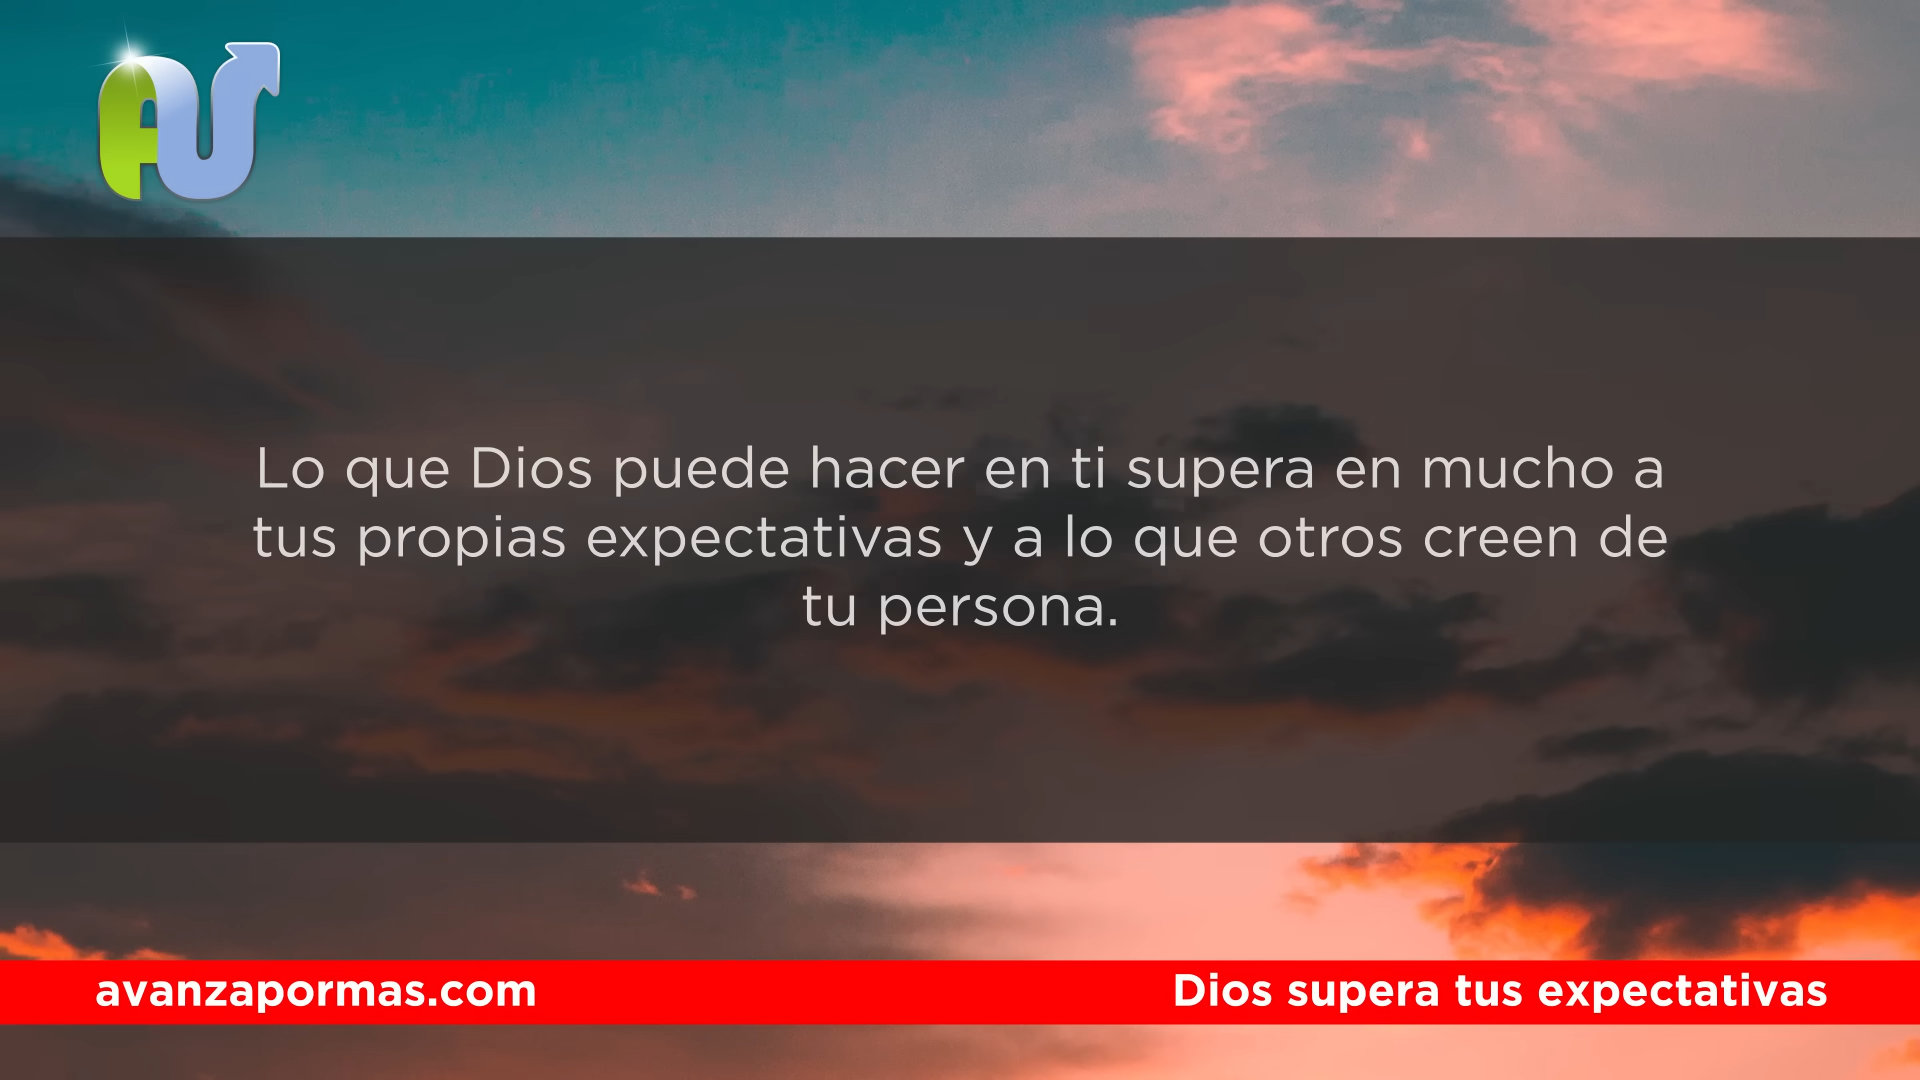 Lo que Dios puede hacer en ti supera en mucho a
tus propias expectativas y a lo que otros creen de
tu persona.
avanzapormas.com
Dios supera tus expectativas